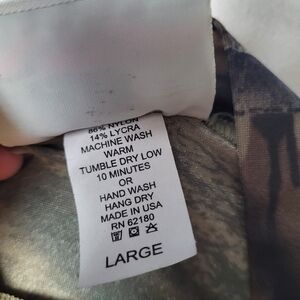 86% NYLON
14% LYCRA
MACHINE WASH
WARM
TUMBLE DRY LOW
10 MINUTES
OR
HAND WASH
HANG DRY
MADE IN USA
RN 62180
LARGE